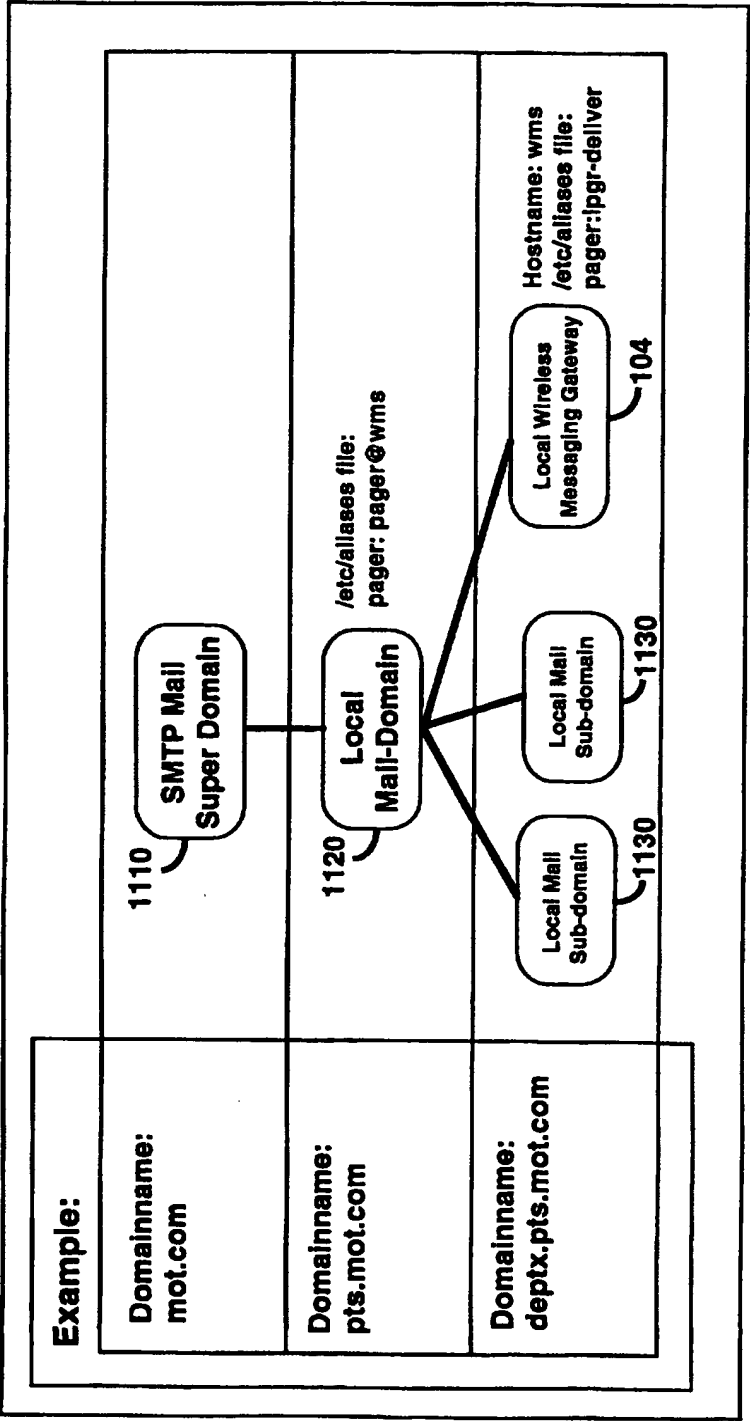 Example:
Domainname:
mot.com
1110
SMTP Mail
Super Domain
Domainname:
pts.mot.com
1120
Local
Mail-Domain
/etc/aliases file:
pager: pager@wms
Domainname:
deptx.pts.mot.com
Local Mail
Sub-domain
1130
Local Mail
Sub-domain
1130
Local Wireless
Messaging Gateway
104
Hostname: wms
/etc/aliases file:
pager:lpgr-deliver